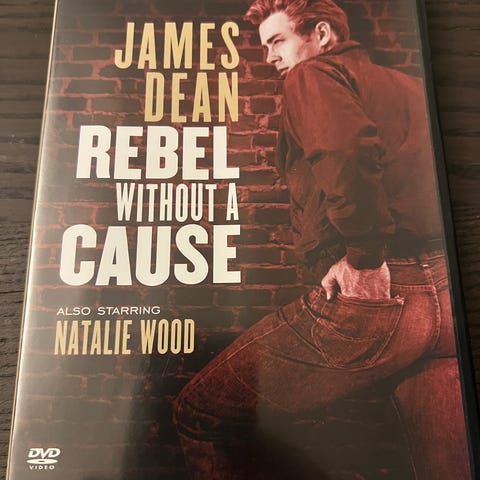 JAMES
DEAN
REBEL
WITHOUT A
CAUSE
ALSO STARRING
NATALIE WOOD
DVD
VIDEO